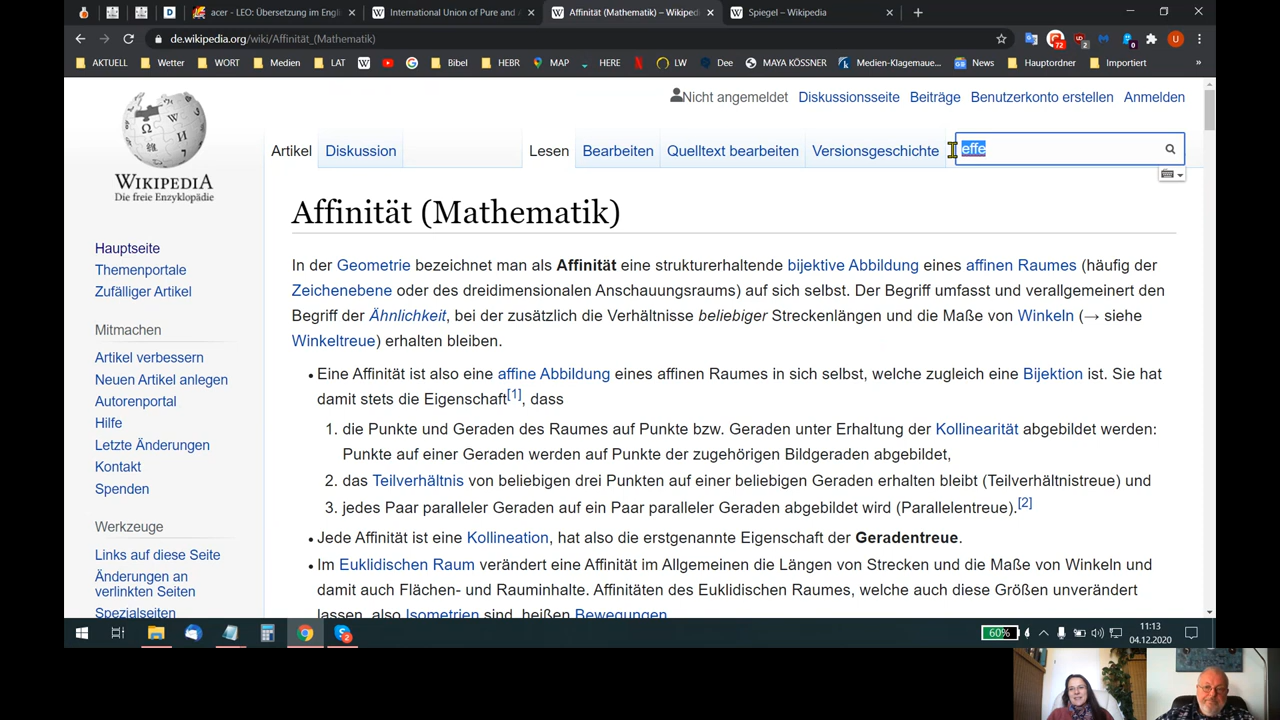 acer - LEO: Übersetzung im Engl
International Union of Pure and A
Affinität (Mathematik) – Wikiped
Spiegel – Wikipedia
de.wikipedia.org/wiki/Affinität_(Mathematik)
72
2
0
U
AKTUELL
Wetter
WORT
Medien
LAT
Bibel
HEBR
MAP
HERE
LW
Dee
MAYA KÖSSNER
Medien-Klagemaue...
News
Hauptordner
Importiert
»
Nicht angemeldet Diskussionsseite Beiträge Benutzerkonto erstellen Anmelden
Artikel Diskussion Lesen Bearbeiten Quelltext bearbeiten Versionsgeschichte effe
WIKIPEDIA
Die freie Enzyklopädie
Hauptseite
Themenportale
Zufälliger Artikel
Mitmachen
Artikel verbessern
Neuen Artikel anlegen
Autorenportal
Hilfe
Letzte Änderungen
Kontakt
Spenden
Werkzeuge
Links auf diese Seite
Änderungen an
verlinkten Seiten
Spezialseiten
Affinität (Mathematik)
In der Geometrie bezeichnet man als Affinität eine strukturerhaltende bijektive Abbildung eines affinen Raumes (häufig der
Zeichenebene oder des dreidimensionalen Anschauungsraums) auf sich selbst. Der Begriff umfasst und verallgemeinert den
Begriff der Ähnlichkeit, bei der zusätzlich die Verhältnisse beliebiger Streckenlängen und die Maße von Winkeln (→ siehe
Winkeltreue) erhalten bleiben.
• Eine Affinität ist also eine affine Abbildung eines affinen Raumes in sich selbst, welche zugleich eine Bijektion ist. Sie hat
damit stets die Eigenschaft[1], dass
1. die Punkte und Geraden des Raumes auf Punkte bzw. Geraden unter Erhaltung der Kollinearität abgebildet werden:
Punkte auf einer Geraden werden auf Punkte der zugehörigen Bildgeraden abgebildet,
2. das Teilverhältnis von beliebigen drei Punkten auf einer beliebigen Geraden erhalten bleibt (Teilverhältnistreue) und
3. jedes Paar paralleler Geraden auf ein Paar paralleler Geraden abgebildet wird (Parallelentreue).[2]
• Jede Affinität ist eine Kollineation, hat also die erstgenannte Eigenschaft der Geradentreue.
• Im Euklidischen Raum verändert eine Affinität im Allgemeinen die Längen von Strecken und die Maße von Winkeln und
damit auch Flächen- und Rauminhalte. Affinitäten des Euklidischen Raumes, welche auch diese Größen unverändert
lassen, also Isometrien sind, heißen Bewegungen.
60%
11:13
04.12.2020